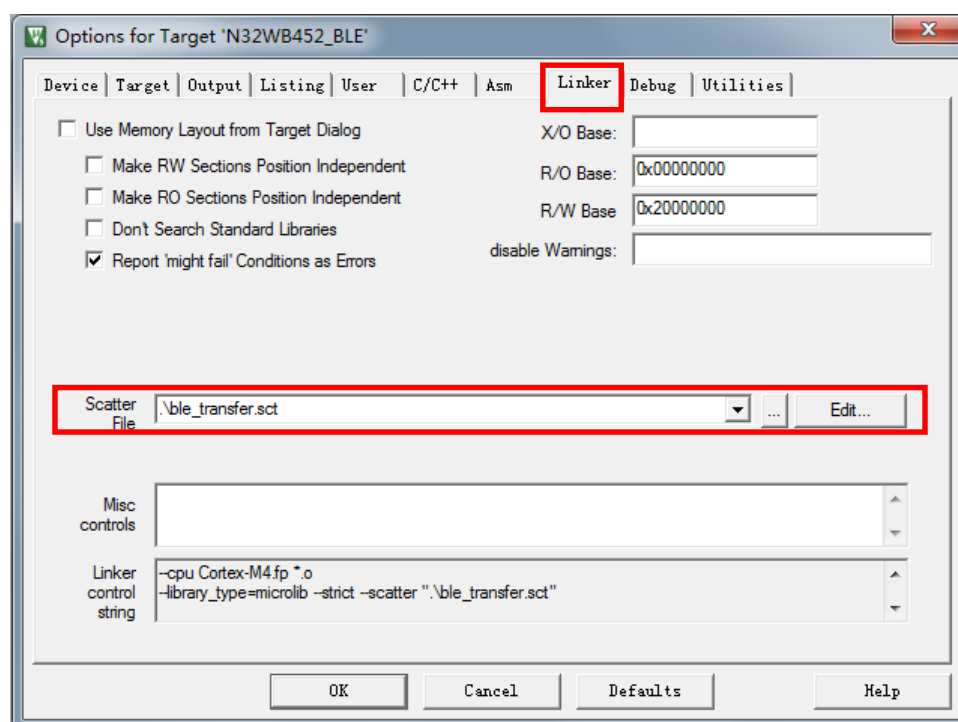 Options for Target 'N32WB452_BLE'
Device Target Output Listing User C/C++ Asm Linker Debug Utilities
Use Memory Layout from Target Dialog
Make RW Sections Position Independent
Make RO Sections Position Independent
Don't Search Standard Libraries
Report 'might fail' Conditions as Errors
X/O Base:
R/O Base: 0x00000000
R/W Base 0x20000000
disable Warnings:
Scatter File .\ble_transfer.sct ... Edit...
Misc controls
Linker control string
--cpu Cortex-M4.fp *.o
--library_type=microlib --strict --scatter ".\ble_transfer.sct"
OK Cancel Defaults Help